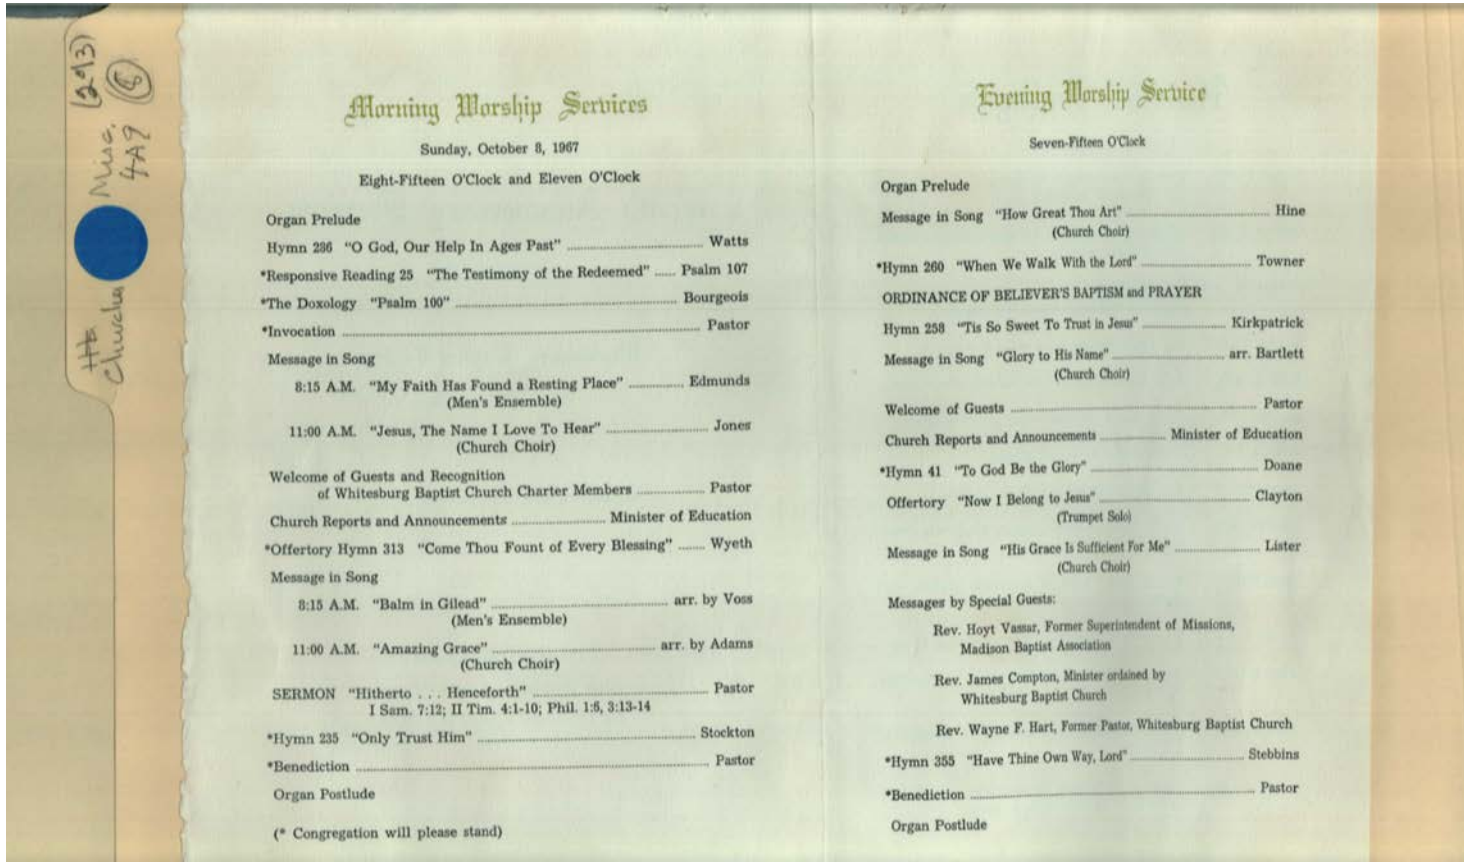 (293)
Misc. 8
4A9
HB
Churches
Morning Worship Services
Sunday, October 8, 1967
Eight-Fifteen O'Clock and Eleven O'Clock
Organ Prelude
Hymn 286 "O God, Our Help In Ages Past" ........ Watts
*Responsive Reading 25 "The Testimony of the Redeemed" ...... Psalm 107
*The Doxology "Psalm 100" ........ Bourgeois
*Invocation ........ Pastor
Message in Song
8:15 A.M. "My Faith Has Found a Resting Place" ........ Edmunds
(Men's Ensemble)
11:00 A.M. "Jesus, The Name I Love To Hear" ........ Jones
(Church Choir)
Welcome of Guests and Recognition
of Whitesburg Baptist Church Charter Members ........ Pastor
Church Reports and Announcements ........ Minister of Education
*Offertory Hymn 313 "Come Thou Fount of Every Blessing" ........ Wyeth
Message in Song
8:15 A.M. "Balm in Gilead" ........ arr. by Voss
(Men's Ensemble)
11:00 A.M. "Amazing Grace" ........ arr. by Adams
(Church Choir)
SERMON "Hitherto . . . Henceforth" ........ Pastor
I Sam. 7:12; II Tim. 4:1-10; Phil. 1:6, 3:13-14
*Hymn 235 "Only Trust Him" ........ Stockton
*Benediction ........ Pastor
Organ Postlude
(* Congregation will please stand)
Evening Worship Service
Seven-Fifteen O'Clock
Organ Prelude
Message in Song "How Great Thou Art" ........ Hine
(Church Choir)
*Hymn 260 "When We Walk With the Lord" ........ Towner
ORDINANCE OF BELIEVER'S BAPTISM and PRAYER
Hymn 258 "Tis So Sweet To Trust in Jesus" ........ Kirkpatrick
Message in Song "Glory to His Name" ........ arr. Bartlett
(Church Choir)
Welcome of Guests ........ Pastor
Church Reports and Announcements ........ Minister of Education
*Hymn 41 "To God Be the Glory" ........ Doane
Offertory "Now I Belong to Jesus" ........ Clayton
(Trumpet Solo)
Message in Song "His Grace Is Sufficient For Me" ........ Lister
(Church Choir)
Messages by Special Guests:
Rev. Hoyt Vassar, Former Superintendent of Missions,
Madison Baptist Association
Rev. James Compton, Minister ordained by
Whitesburg Baptist Church
Rev. Wayne F. Hart, Former Pastor, Whitesburg Baptist Church
*Hymn 355 "Have Thine Own Way, Lord" ........ Stebbins
*Benediction ........ Pastor
Organ Postlude